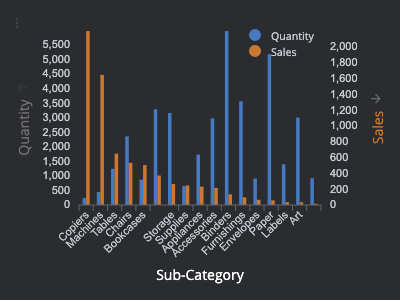 Quantity
Sales
5,500
5,000
4,500
4,000
3,500
3,000
2,500
2,000
1,500
1,000
500
0
2,000
1,800
1,600
1,400
1,200
1,000
800
600
400
200
0
Quantity
Sales
Copiers
Machines
Tables
Chairs
Bookcases
Storage
Supplies
Appliances
Accessories
Binders
Furnishings
Envelopes
Paper
Labels
Art
Sub-Category